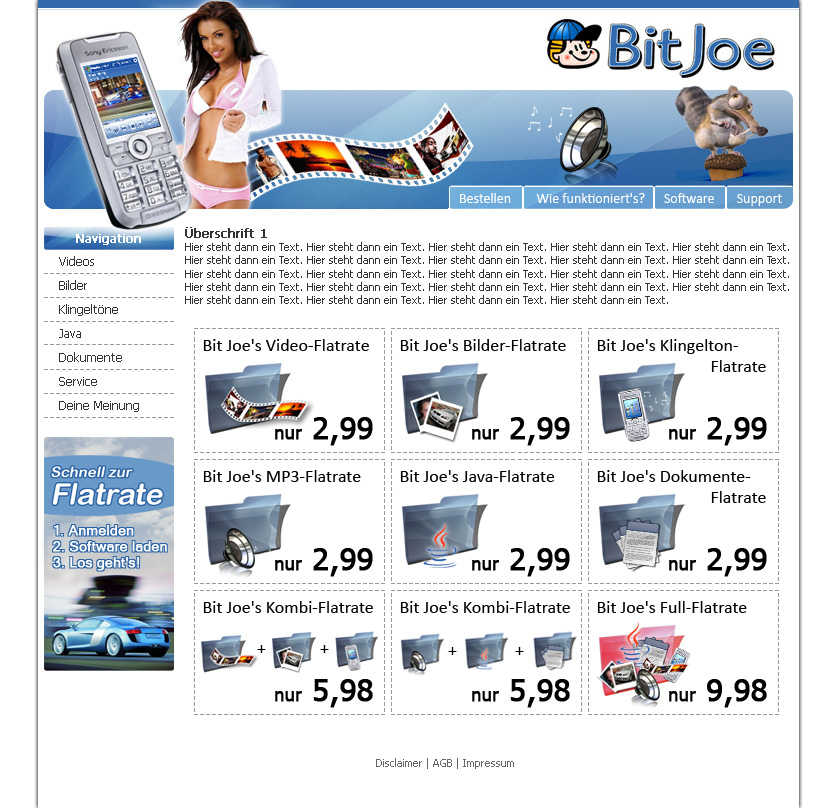 Sony Ericsson
BitJoe
QuickShare
Bestellen
Wie funktioniert's?
Software
Support
Navigation
Videos
Bilder
Klingeltöne
Java
Dokumente
Service
Deine Meinung
Schnell zur
Flatrate
1. Anmelden
2. Software laden
3. Los geht's!
Überschrift 1
Hier steht dann ein Text. Hier steht dann ein Text. Hier steht dann ein Text. Hier steht dann ein Text. Hier steht dann ein Text.
Hier steht dann ein Text. Hier steht dann ein Text. Hier steht dann ein Text. Hier steht dann ein Text. Hier steht dann ein Text.
Hier steht dann ein Text. Hier steht dann ein Text. Hier steht dann ein Text. Hier steht dann ein Text. Hier steht dann ein Text.
Hier steht dann ein Text. Hier steht dann ein Text. Hier steht dann ein Text. Hier steht dann ein Text. Hier steht dann ein Text.
Hier steht dann ein Text. Hier steht dann ein Text. Hier steht dann ein Text. Hier steht dann ein Text.
Bit Joe's Video-Flatrate
nur 2,99
Bit Joe's Bilder-Flatrate
nur 2,99
Bit Joe's Klingelton-
Flatrate
nur 2,99
Bit Joe's MP3-Flatrate
nur 2,99
Bit Joe's Java-Flatrate
nur 2,99
Bit Joe's Dokumente-
Flatrate
nur 2,99
Bit Joe's Kombi-Flatrate
+ +
nur 5,98
Bit Joe's Kombi-Flatrate
+ +
nur 5,98
Bit Joe's Full-Flatrate
nur 9,98
Disclaimer | AGB | Impressum